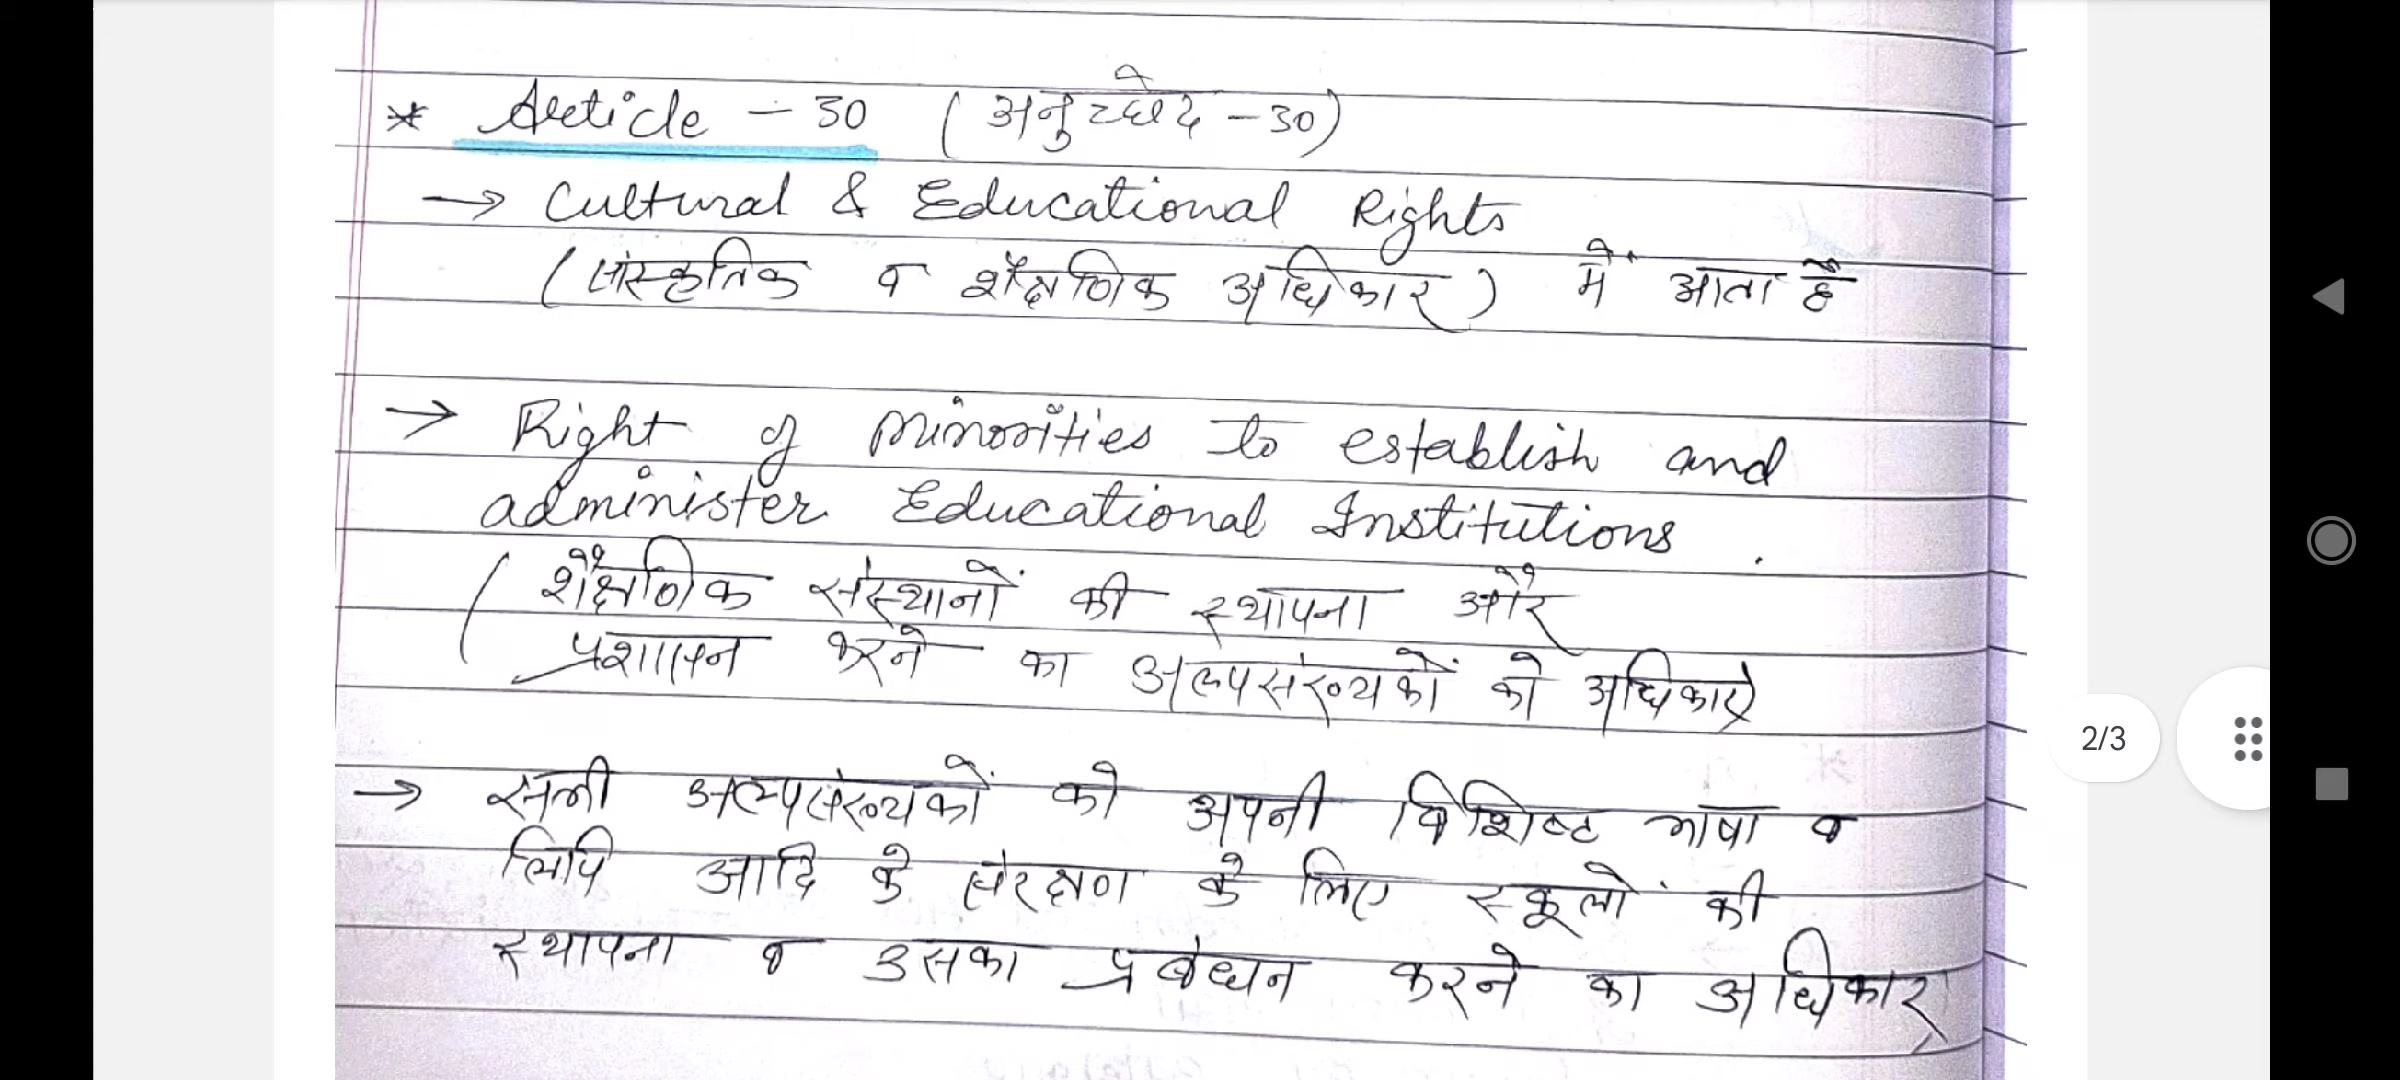 * Article - 30 (अनुच्छेद - 30)
→ Cultural & Educational Rights
(सांस्कृतिक व शैक्षणिक अधिकार) में आता है
→ Right of minorities to establish and
administer Educational Institutions.
(शैक्षणिक संस्थानों की स्थापना और
प्रशासन करने का अल्पसंख्यकों को अधिकार)
→ सभी अल्पसंख्यकों को अपनी विशिष्ट भाषा व
लिपि आदि के संरक्षण के लिए स्कूलों की
स्थापना व उसका प्रबंधन करने का अधिकार
2/3